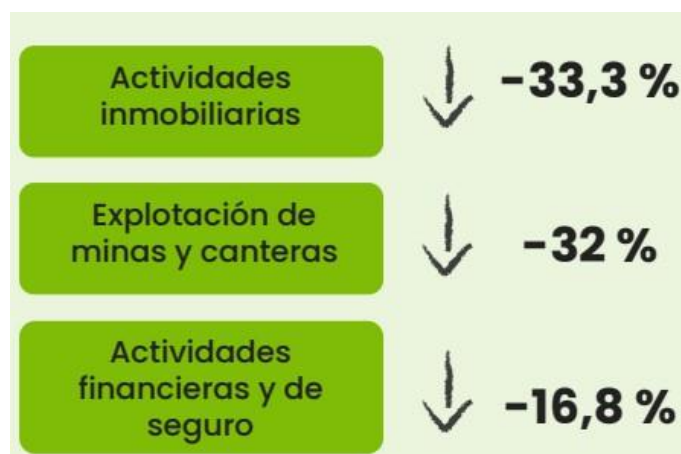 Actividades
inmobiliarias
-33,3 %
Explotación de
minas y canteras
-32 %
Actividades
financieras y de
seguro
-16,8 %